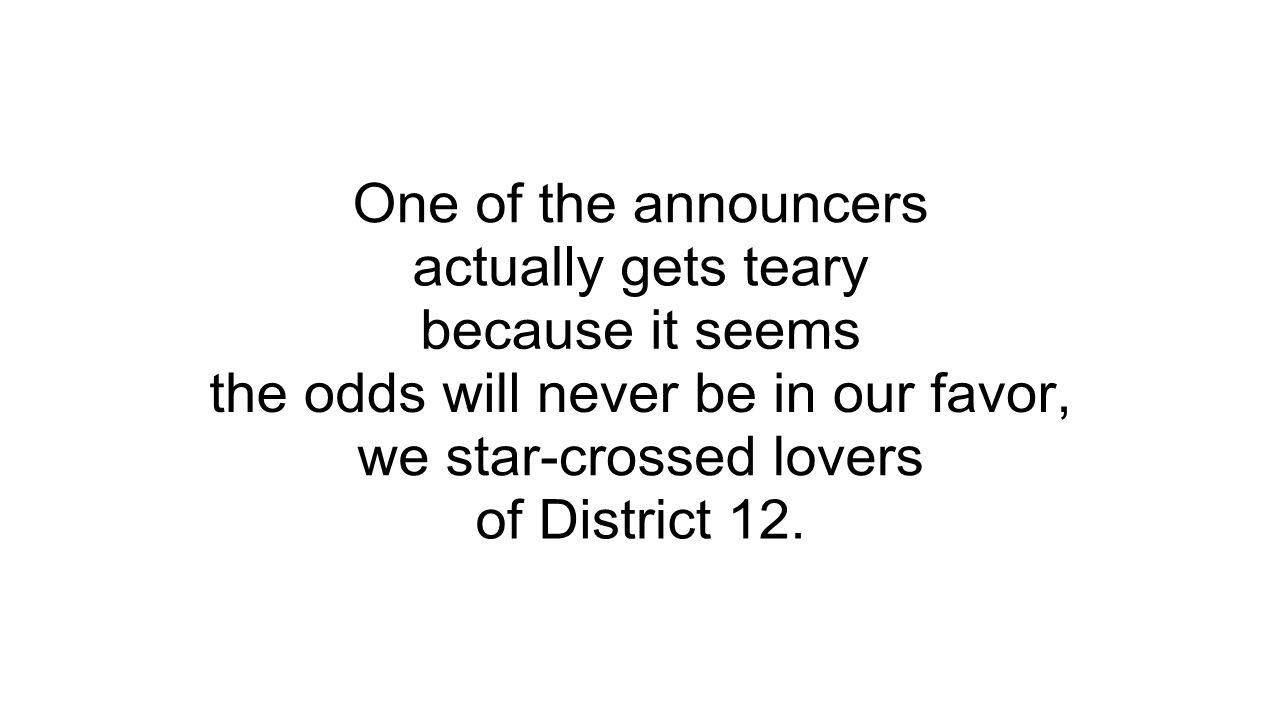 One of the announcers
actually gets teary
because it seems
the odds will never be in our favor,
we star-crossed lovers
of District 12.